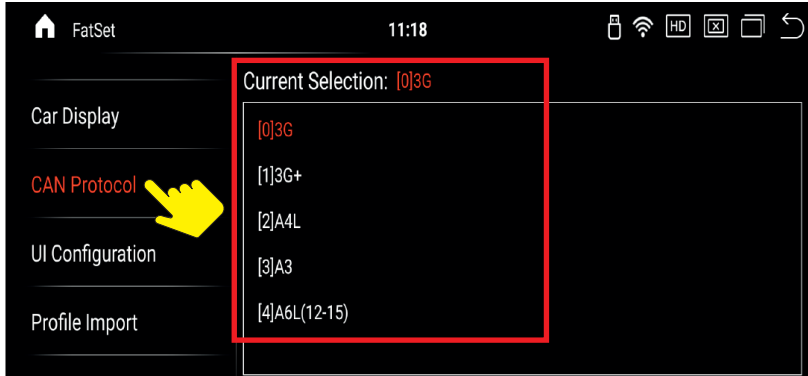 FatSet
11:18
HD
Current Selection: [0]3G
Car Display
CAN Protocol
UI Configuration
Profile Import
[0]3G
[1]3G+
[2]A4L
[3]A3
[4]A6L(12-15)